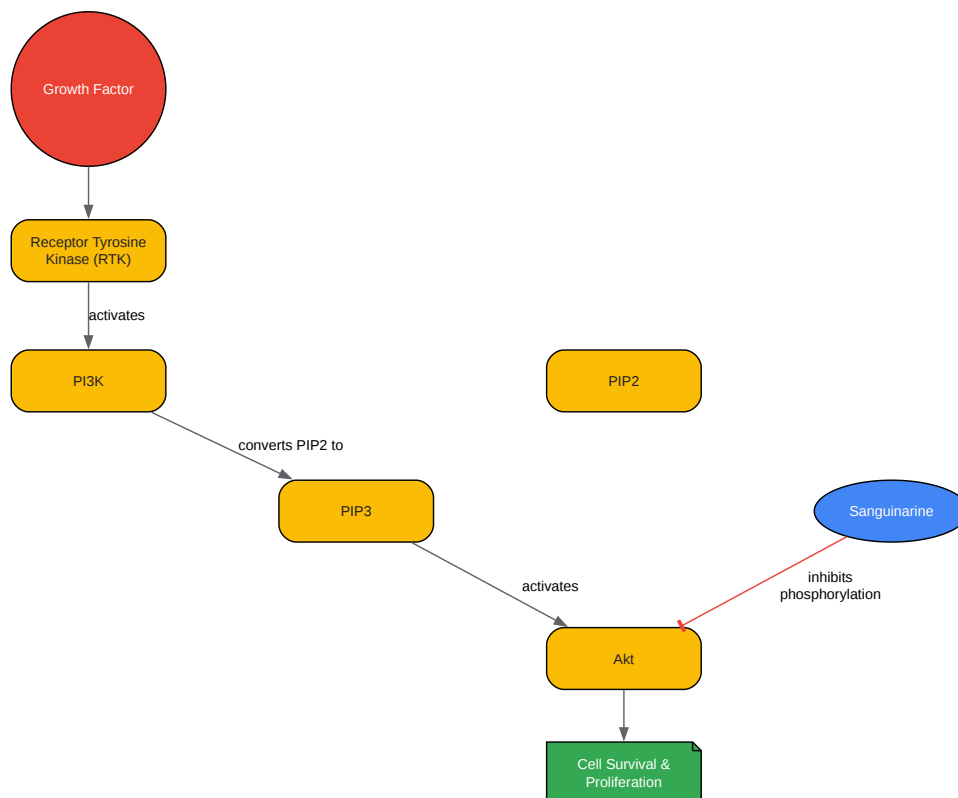 Growth Factor
Receptor Tyrosine
Kinase (RTK)
activates
PI3K
PIP2
converts PIP2 to
PIP3
Sanguinarine
activates
inhibits
phosphorylation
Akt
Cell Survival &
Proliferation